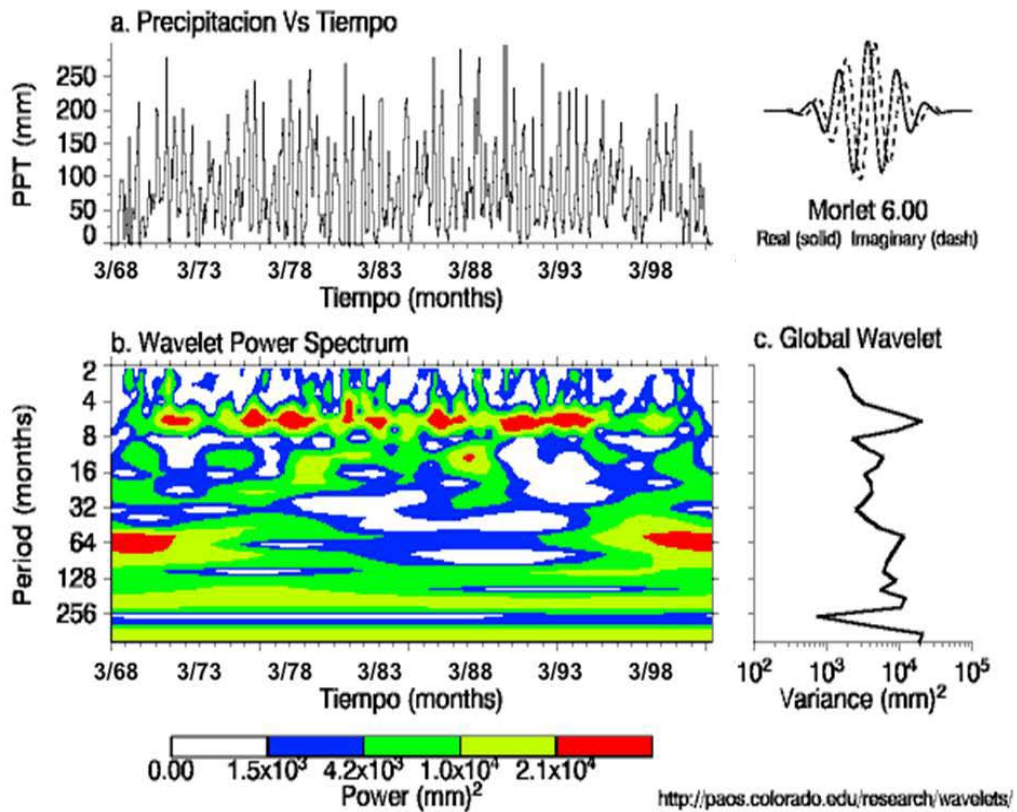 a. Precipitacion Vs Tiempo
PPT (mm)
250
200
150
100
50
0
3/68 3/73 3/78 3/83 3/88 3/93 3/98
Tiempo (months)
Morlet 6.00
Real (solid) Imaginary (dash)
b. Wavelet Power Spectrum
Period (months)
2
4
8
16
32
64
128
256
3/68 3/73 3/78 3/83 3/88 3/93 3/98
Tiempo (months)
c. Global Wavelet
10² 10³ 10⁴ 10⁵
Variance (mm)²
0.00 1.5x10³ 4.2x10³ 1.0x10⁴ 2.1x10⁴
Power (mm)²
http://paos.colorado.edu/research/wavelets/